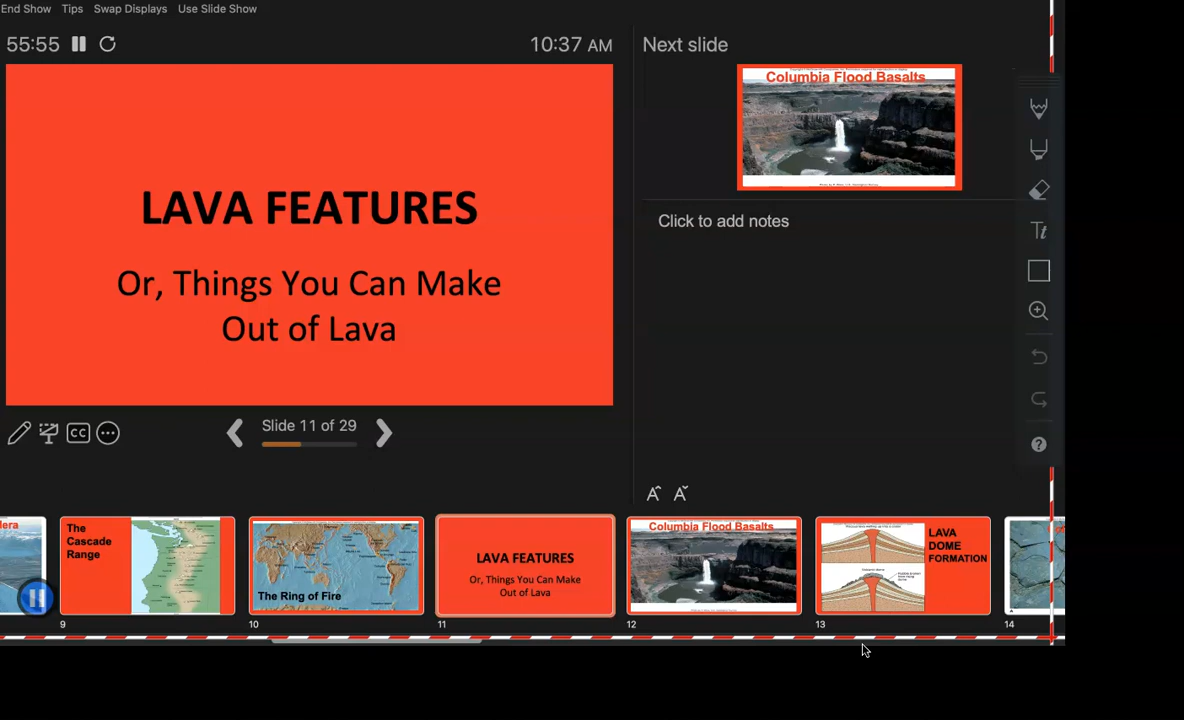 End Show Tips Swap Displays Use Slide Show
55:55
10:37 AM
Next slide
LAVA FEATURES
Or, Things You Can Make
Out of Lava
Columbia Flood Basalts
Click to add notes
Tt
CC
Slide 11 of 29
?
A A
The
Cascade
Range
9
The Ring of Fire
10
LAVA FEATURES
Or, Things You Can Make
Out of Lava
11
Columbia Flood Basalts
12
LAVA
DOME
FORMATION
13
14